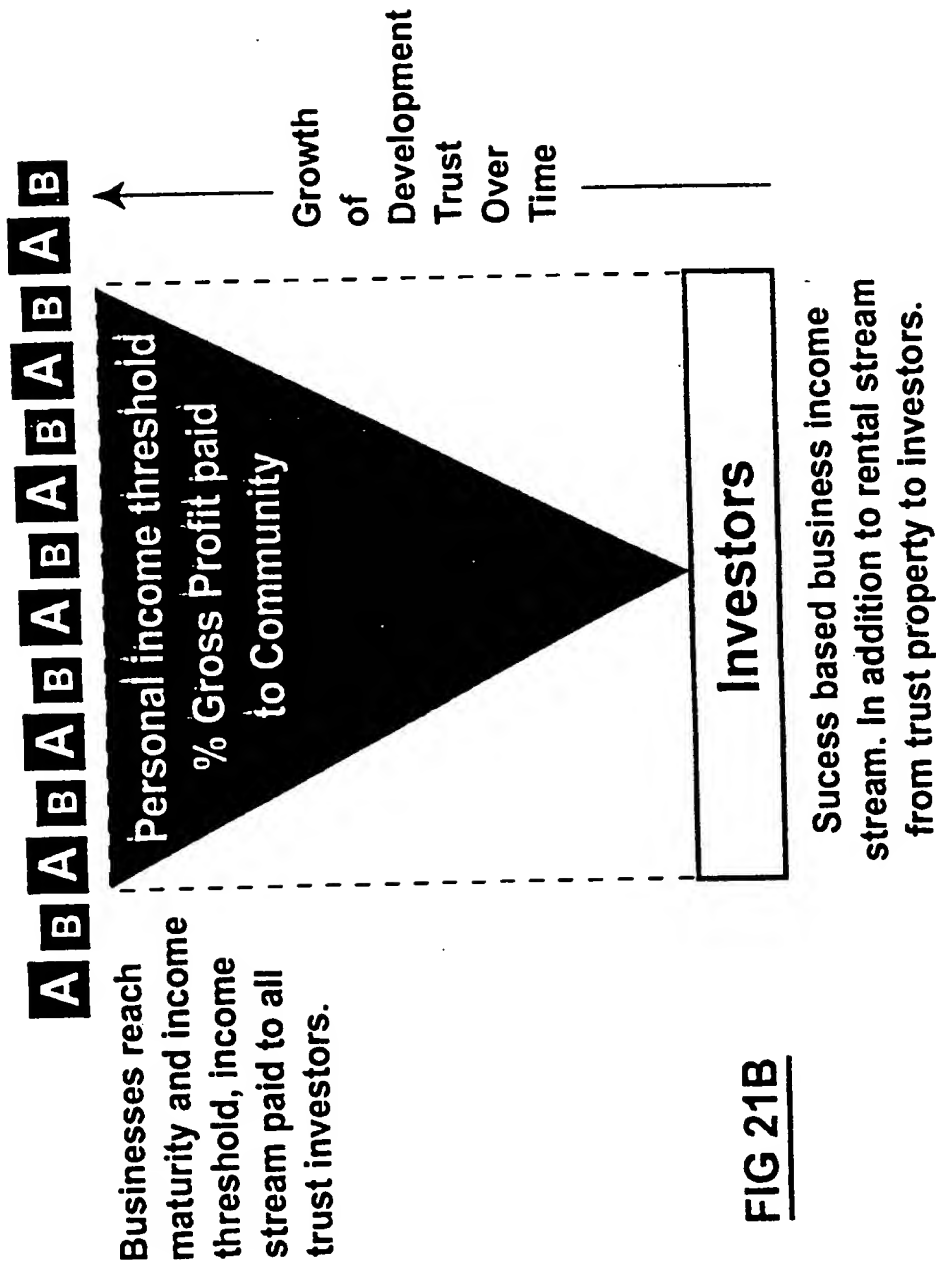 A B A B A B A B A B A B A B
Businesses reach
maturity and income
threshold, income
stream paid to all
trust investors.
Personal income threshold
% Gross Profit paid
to Community
Growth
of
Development
Trust
Over
Time
Investors
Sucess based business income
stream. In addition to rental stream
from trust property to investors.
FIG 21B